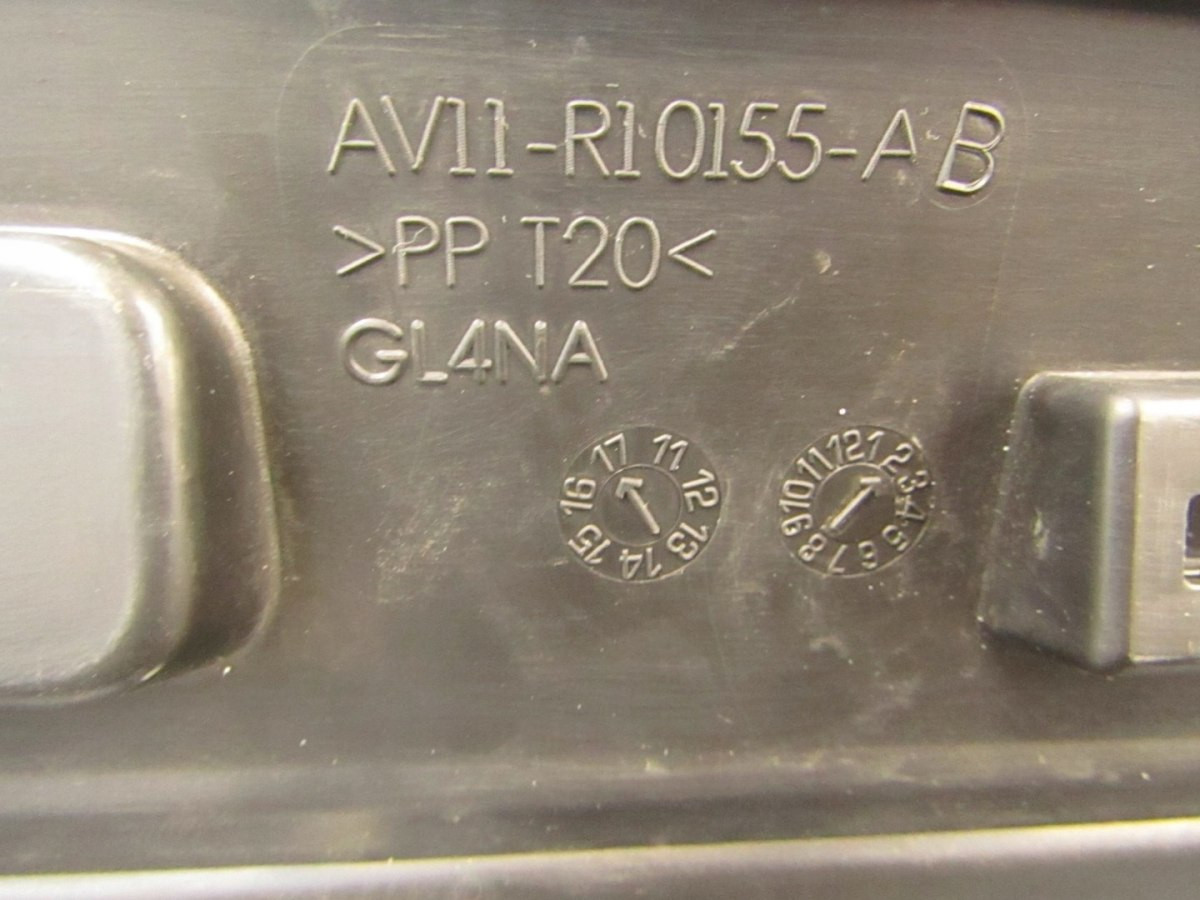 AV11-R10155-AB
>PP T20<
GL4NA
11 12 13 14 15 16 17
1 2 3 4 5 6 7 8 9 10 11 12